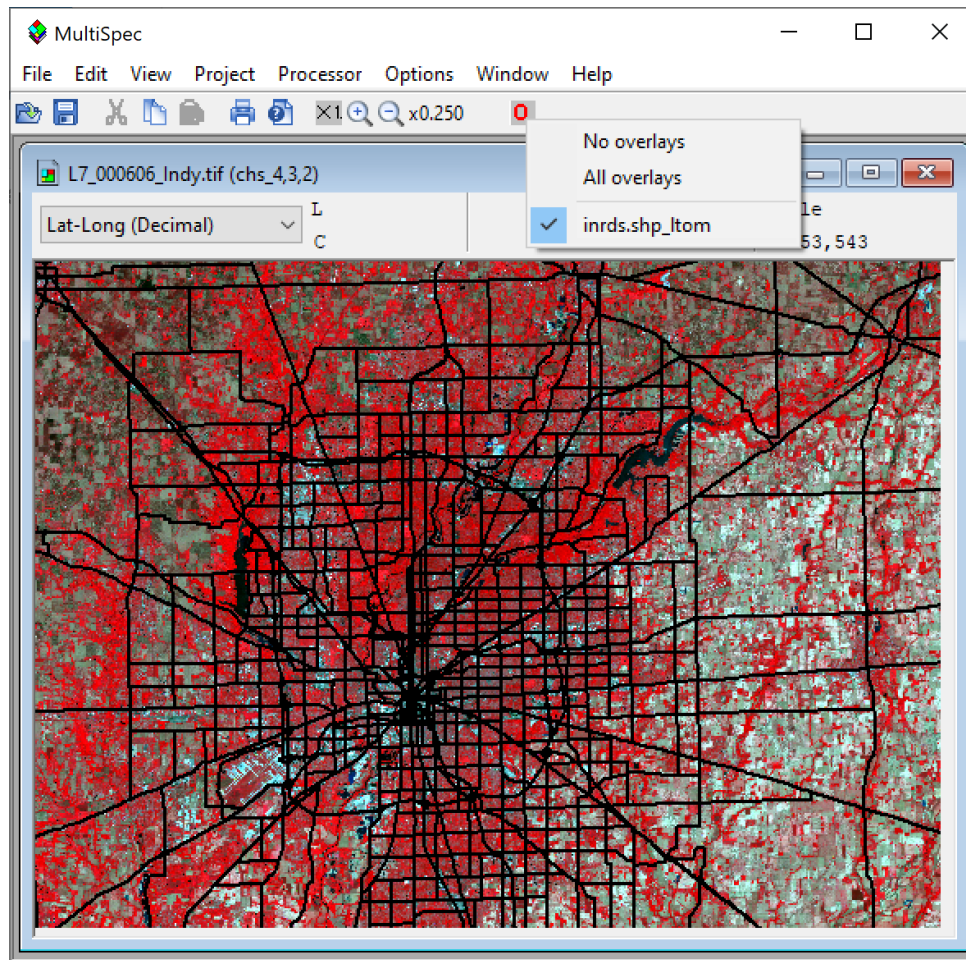 MultiSpec
File Edit View Project Processor Options Window Help
×1 x0.250 O
No overlays
All overlays
inrds.shp_ltom
L7_000606_Indy.tif (chs_4,3,2)
Lat-Long (Decimal)
L
C
53,543